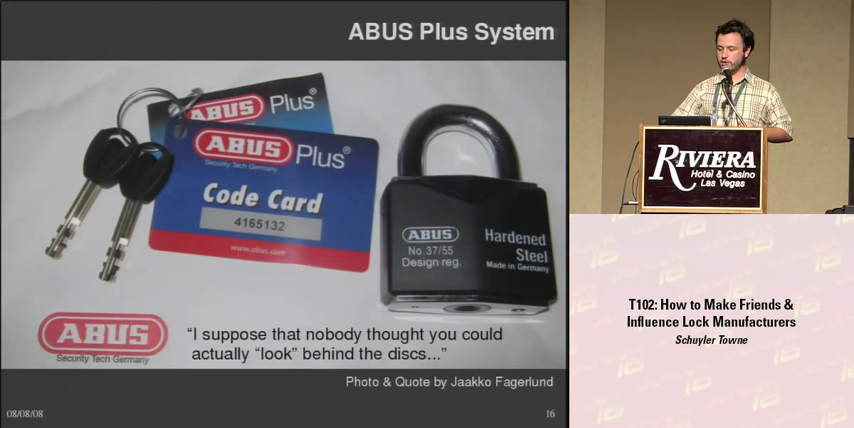 ABUS Plus System
ABUS Plus®
ABUS Plus®
Security Tech Germany
Code Card
4165132
www.abus.com
ABUS
No.37/55
Design reg.
Hardened
Steel
Made in Germany
ABUS
Security Tech Germany
“I suppose that nobody thought you could
actually “look” behind the discs...”
Photo & Quote by Jaakko Fagerlund
08/08/08
16
RIVIERA
Hotel & Casino
Las Vegas
T102: How to Make Friends &
Influence Lock Manufacturers
Schuyler Towne